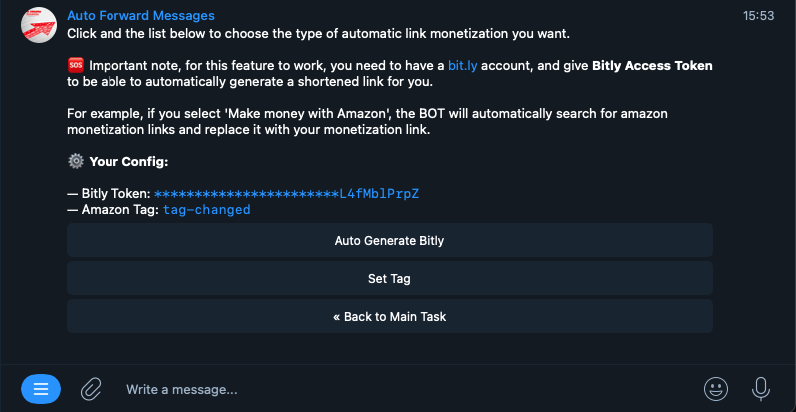 Auto Forward Messages 15:53
Click and the list below to choose the type of automatic link monetization you want.
🆘 Important note, for this feature to work, you need to have a bit.ly account, and give Bitly Access Token
to be able to automatically generate a shortened link for you.
For example, if you select 'Make money with Amazon', the BOT will automatically search for amazon
monetization links and replace it with your monetization link.
⚙️ Your Config:
— Bitly Token: ***********************L4fMblPrpZ
— Amazon Tag: tag-changed
Auto Generate Bitly
Set Tag
« Back to Main Task
Write a message...